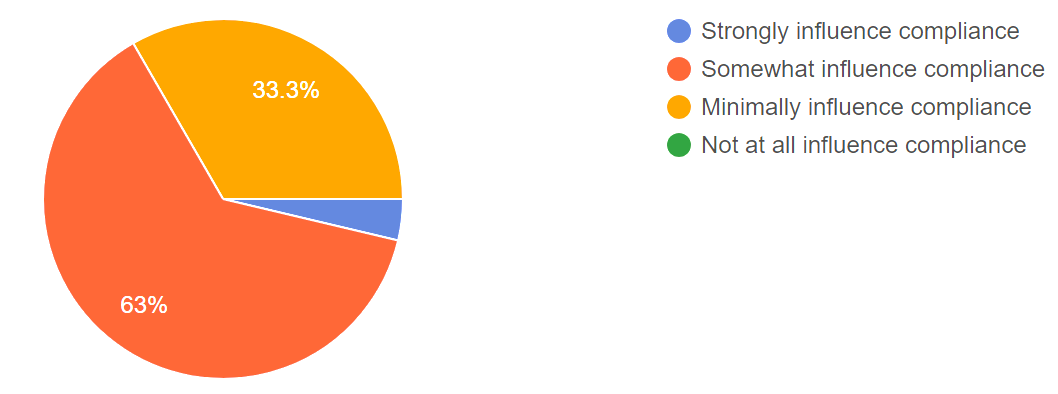 33.3%
63%
Strongly influence compliance
Somewhat influence compliance
Minimally influence compliance
Not at all influence compliance